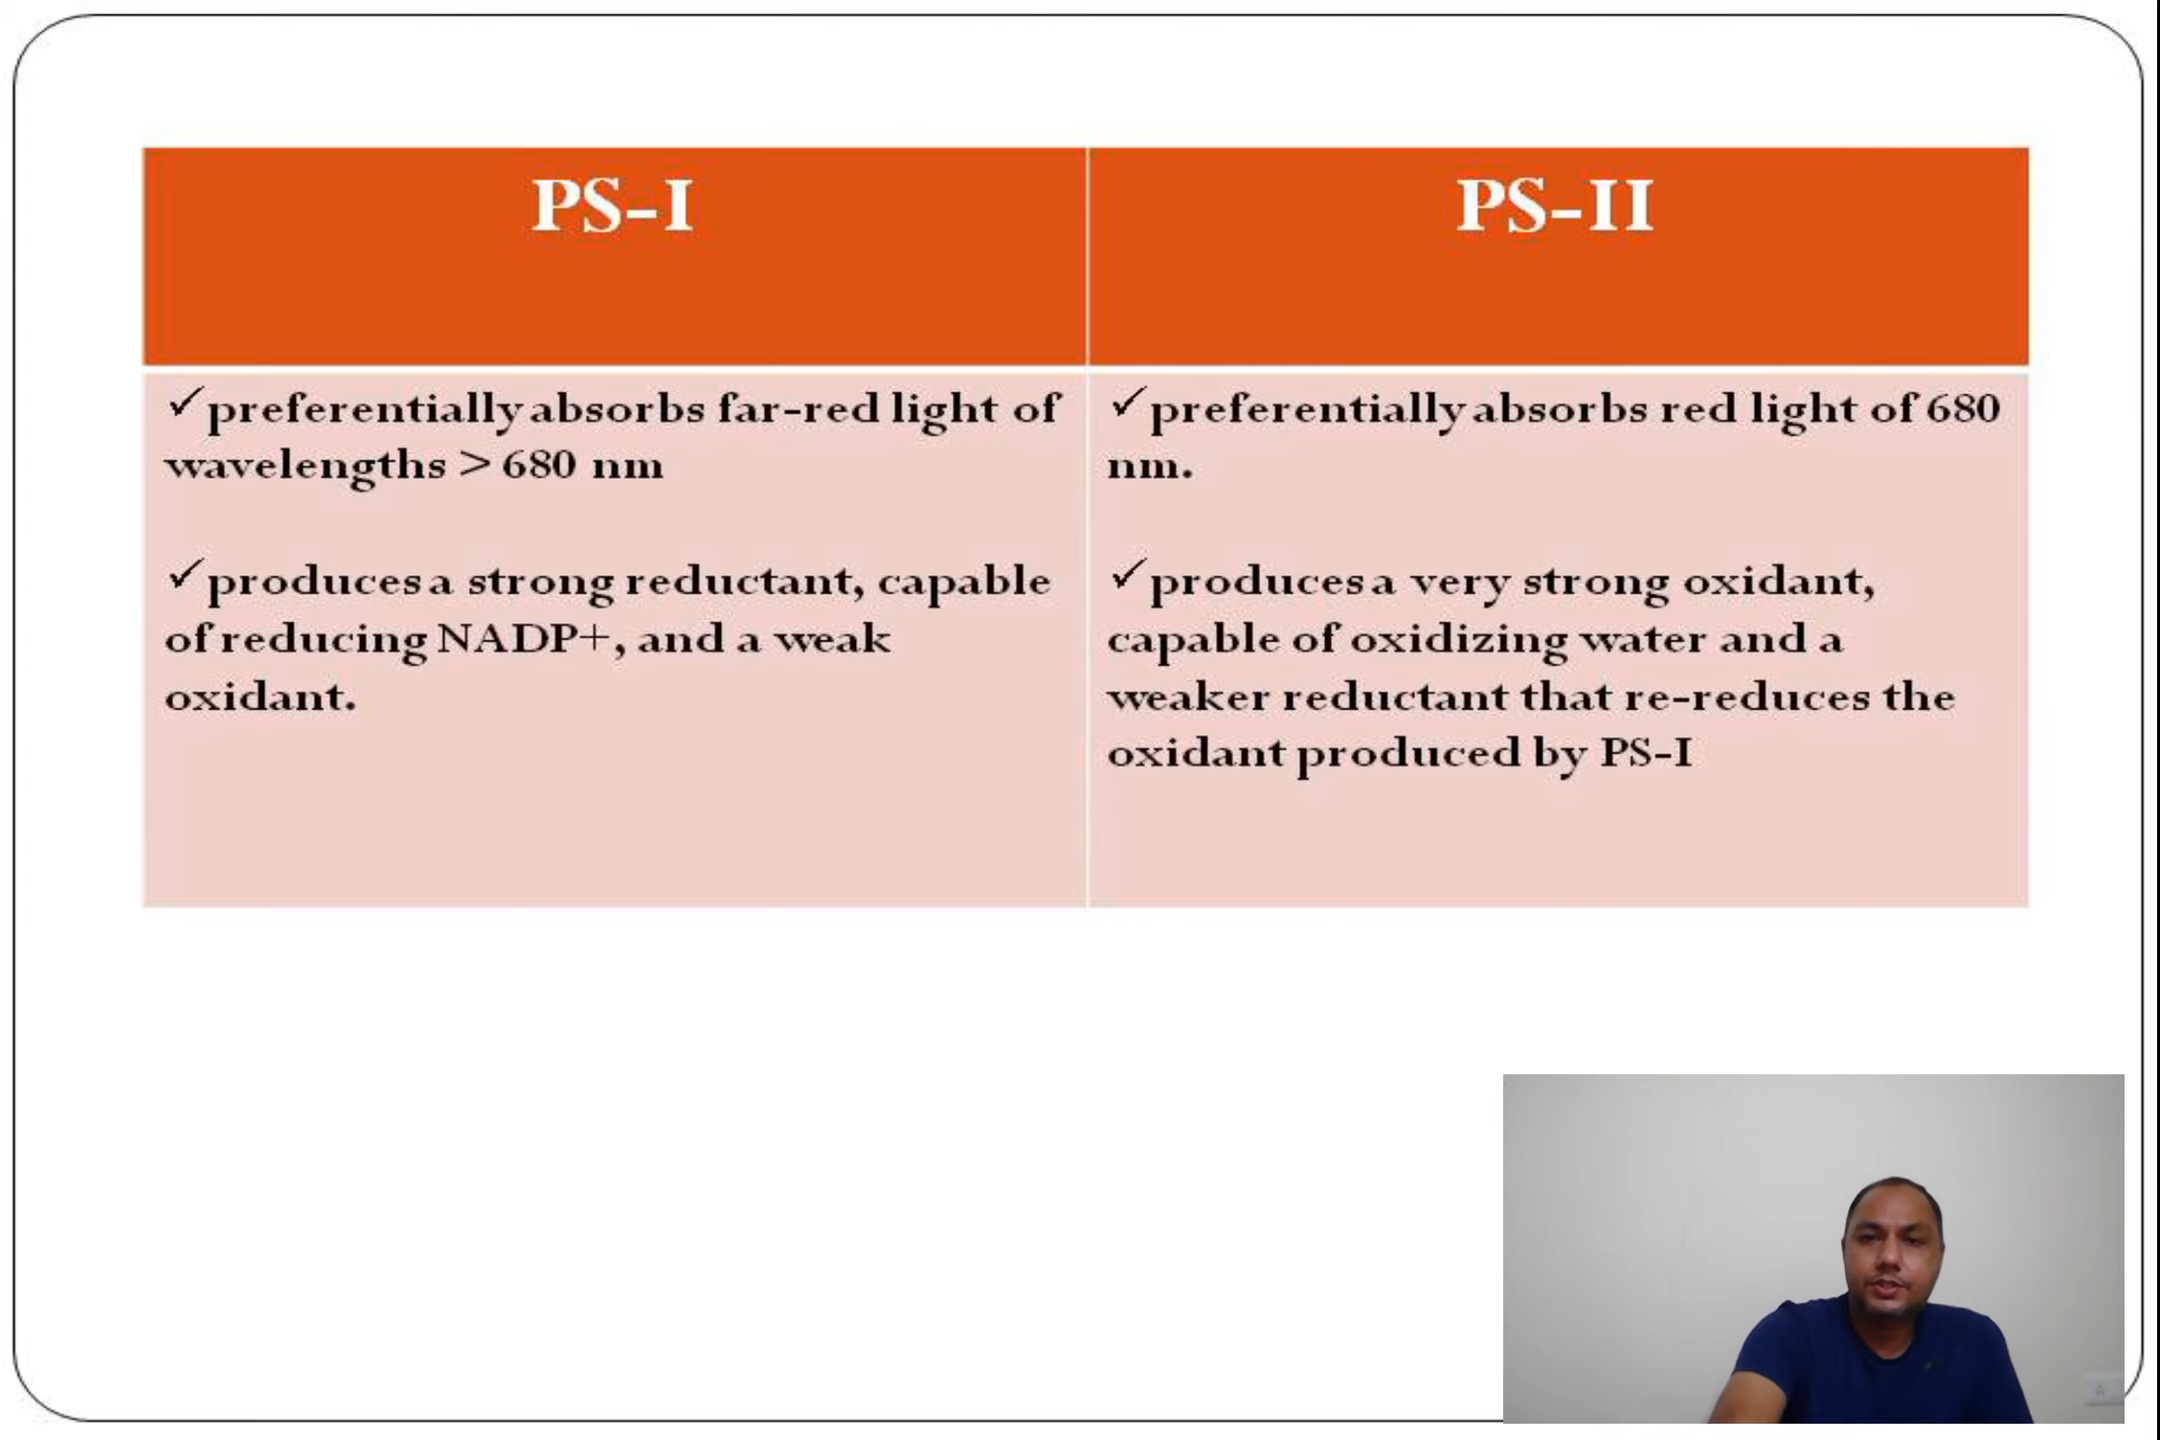 PS-I
PS-II
✓preferentially absorbs far-red light of
wavelengths > 680 nm
✓produces a strong reductant, capable
of reducing NADP+, and a weak
oxidant.
✓preferentially absorbs red light of 680
nm.
✓produces a very strong oxidant,
capable of oxidizing water and a
weaker reductant that re-reduces the
oxidant produced by PS-I